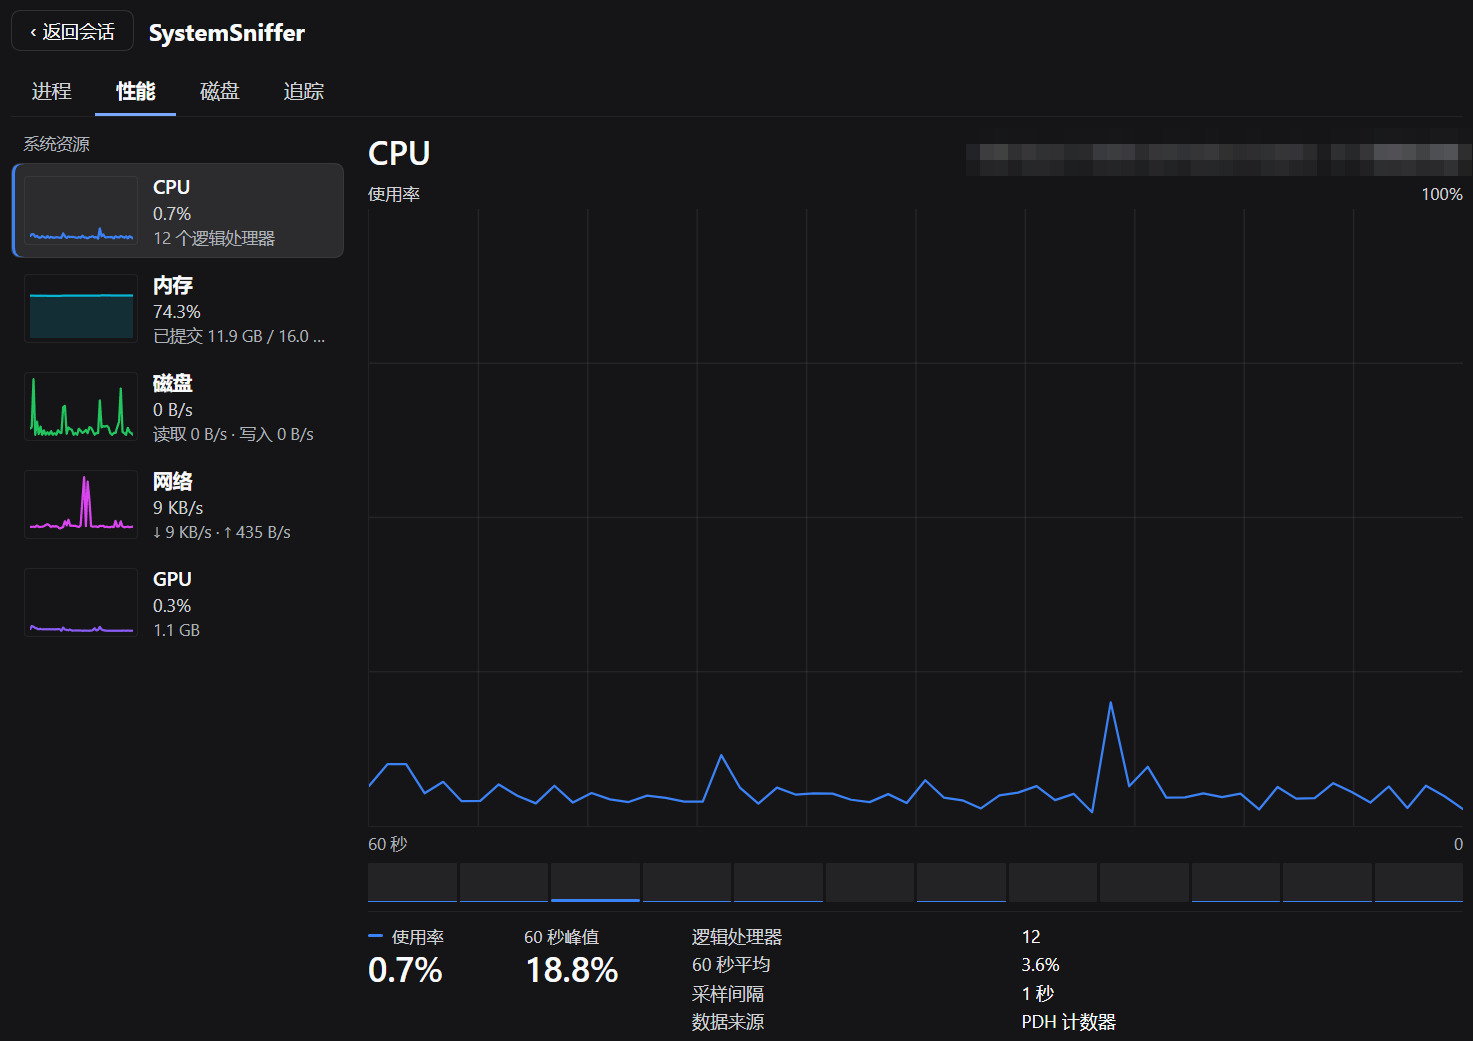 ‹ 返回会话 SystemSniffer
进程 性能 磁盘 追踪
系统资源
CPU
0.7%
12 个逻辑处理器
内存
74.3%
已提交 11.9 GB / 16.0 ...
磁盘
0 B/s
读取 0 B/s · 写入 0 B/s
网络
9 KB/s
↓ 9 KB/s · ↑ 435 B/s
GPU
0.3%
1.1 GB
CPU
使用率 100%
60 秒 0
使用率
0.7%
60 秒峰值
18.8%
逻辑处理器 12
60 秒平均 3.6%
采样间隔 1 秒
数据来源 PDH 计数器